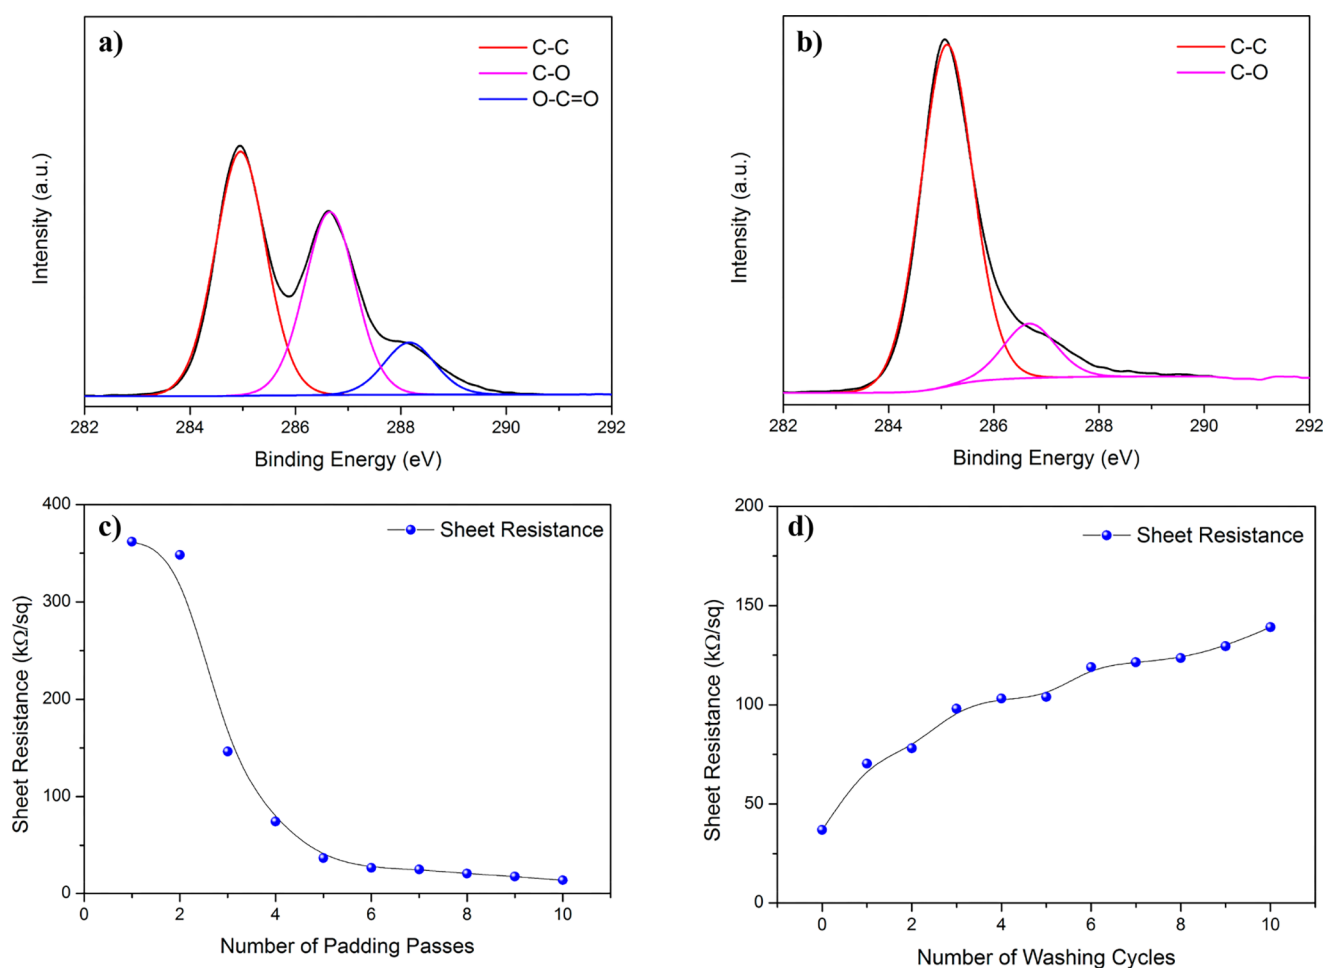 a)
C-C
C-O
O-C=O
Intensity (a.u.)
282 284 286 288 290 292
Binding Energy (eV)
b)
C-C
C-O
Intensity (a.u.)
282 284 286 288 290 292
Binding Energy (eV)
c)
Sheet Resistance
Sheet Resistance (kΩ/sq)
400
300
200
100
0
0 2 4 6 8 10
Number of Padding Passes
d)
Sheet Resistance
Sheet Resistance (kΩ/sq)
200
150
100
50
0
0 2 4 6 8 10
Number of Washing Cycles